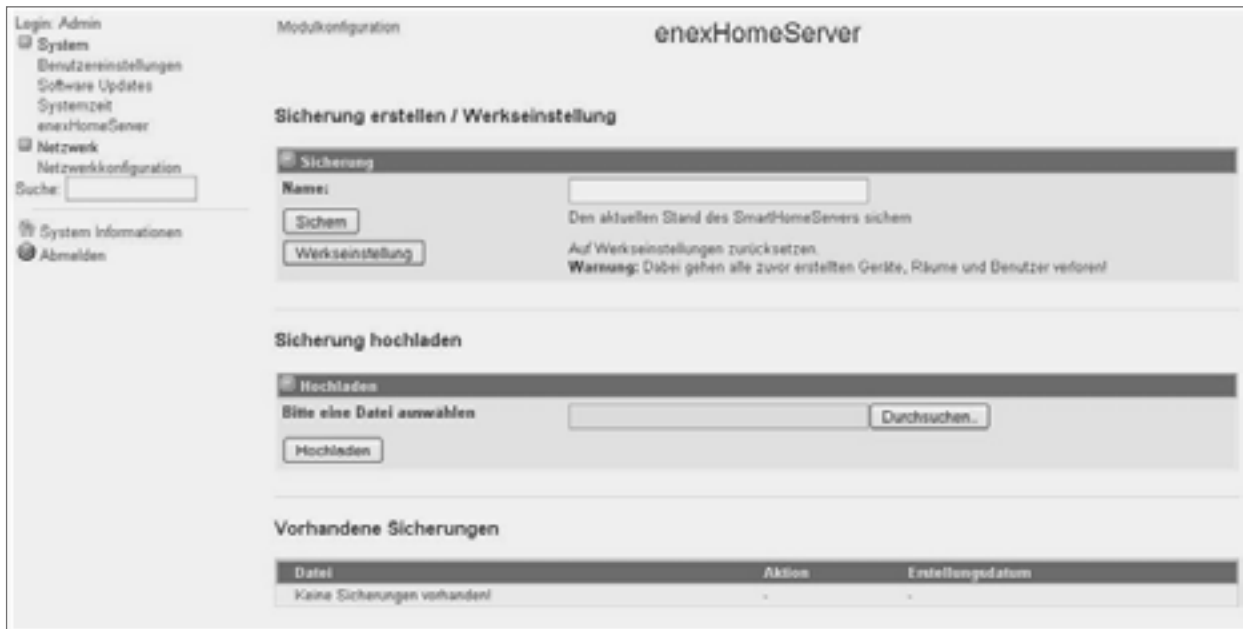 Login: Admin
System
Benutzereinstellungen
Software Updates
Systemzeit
enexHomeServer
Netzwerk
Netzwerkkonfiguration
Suche:
System Informationen
Abmelden
Modulkonfiguration
enexHomeServer
Sicherung erstellen / Werkseinstellung
Sicherung
Name:
Sichern
Den aktuellen Stand des SmartHomeServers sichern
Werkseinstellung
Auf Werkseinstellungen zurücksetzen.
Warnung: Dabei gehen alle zuvor erstellten Geräte, Räume und Benutzer verloren!
Sicherung hochladen
Hochladen
Bitte eine Datei auswählen
Durchsuchen..
Hochladen
Vorhandene Sicherungen
Datei Aktion Erstellungsdatum
Keine Sicherungen vorhanden! - -